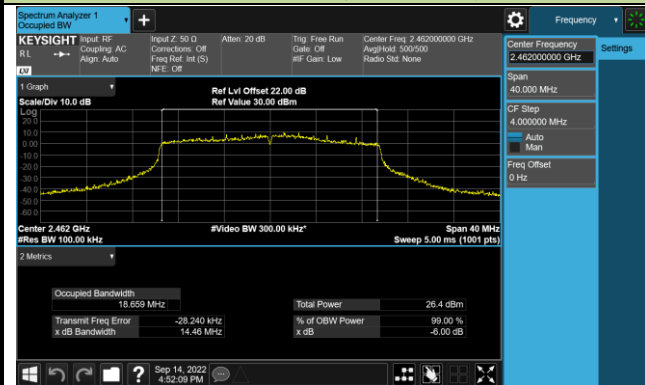 Spectrum Analyzer 1
Occupied BW
+
Frequency
KEYSIGHT
RL
LXI
Input: RF
Coupling: AC
Align: Auto
Input Z: 50 Ω
Corrections: Off
Freq Ref: Int (S)
NFE: Off
Atten: 20 dB
Trig: Free Run
Gate: Off
#IF Gain: Low
Center Freq: 2.462000000 GHz
Avg|Hold: 500/500
Radio Std: None
Center Frequency
2.462000000 GHz
Settings
Span
40.000 MHz
CF Step
4.000000 MHz
Auto
Man
Freq Offset
0 Hz
1 Graph
Scale/Div 10.0 dB
Ref Lvl Offset 22.00 dB
Ref Value 30.00 dBm
Log
20.0
10.0
0.00
-10.0
-20.0
-30.0
-40.0
-50.0
-60.0
Center 2.462 GHz
#Video BW 300.00 kHz*
Span 40 MHz
#Res BW 100.00 kHz
Sweep 5.00 ms (1001 pts)
2 Metrics
Occupied Bandwidth
18.659 MHz
Total Power 26.4 dBm
Transmit Freq Error -28.240 kHz
% of OBW Power 99.00 %
x dB Bandwidth 14.46 MHz
x dB -6.00 dB
?
Sep 14, 2022
4:52:09 PM